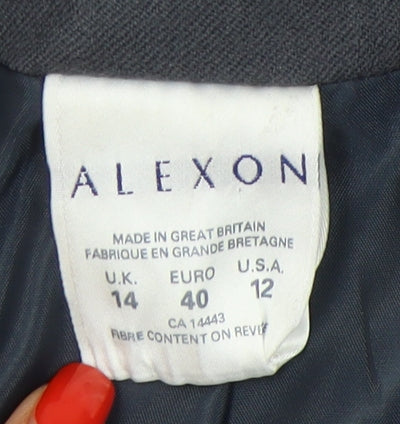 ALEXON
MADE IN GREAT BRITAIN
FABRIQUE EN GRANDE BRETAGNE
U.K. EURO U.S.A.
14 40 12
CA 14443
FIBRE CONTENT ON